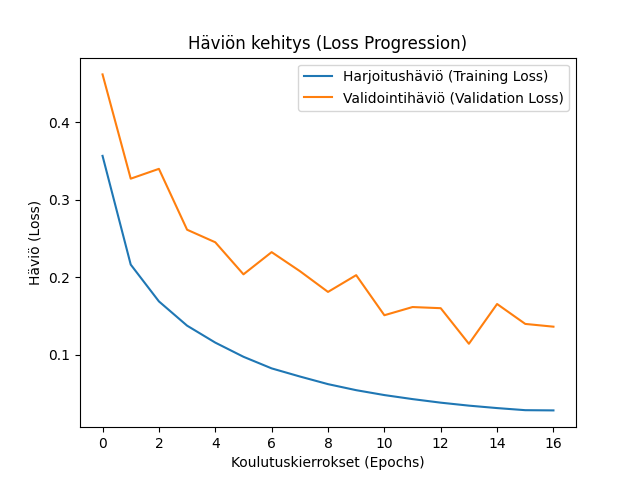 Häviön kehitys (Loss Progression)
Harjoitushäviö (Training Loss)
Validointihäviö (Validation Loss)
Häviö (Loss)
0.4
0.3
0.2
0.1
0 2 4 6 8 10 12 14 16
Koulutuskierrokset (Epochs)